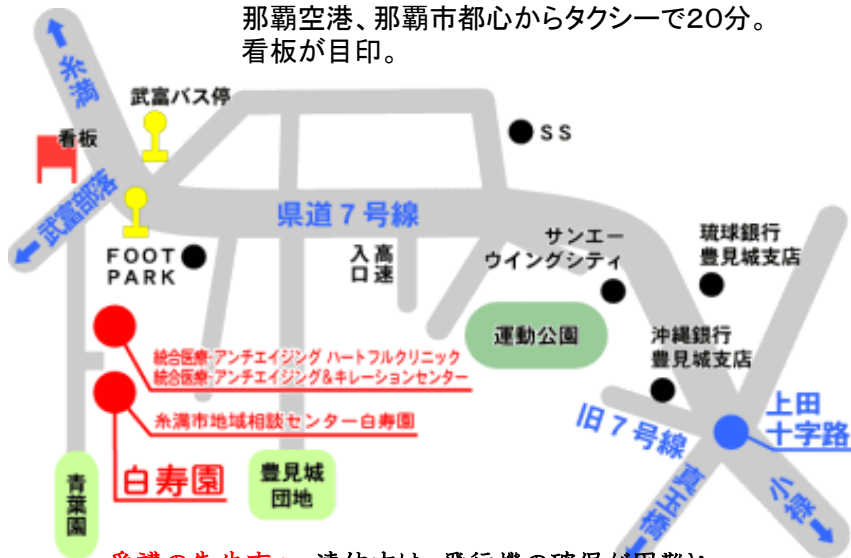 那覇空港、那覇市都心からタクシーで20分。
看板が目印。
糸満
武富バス停
看板
SS
武富部落
県道7号線
FOOT
PARK
高速
入口
サンエー
ウイングシティ
琉球銀行
豊見城支店
運動公園
沖縄銀行
豊見城支店
統合医療・アンチエイジング ハートフルクリニック
統合医療・アンチエイジング&キレーションセンター
糸満市地域相談センター白寿園
上田
十字路
旧7号線
白寿園
豊見城
団地
青葉園
真玉橋
小禄